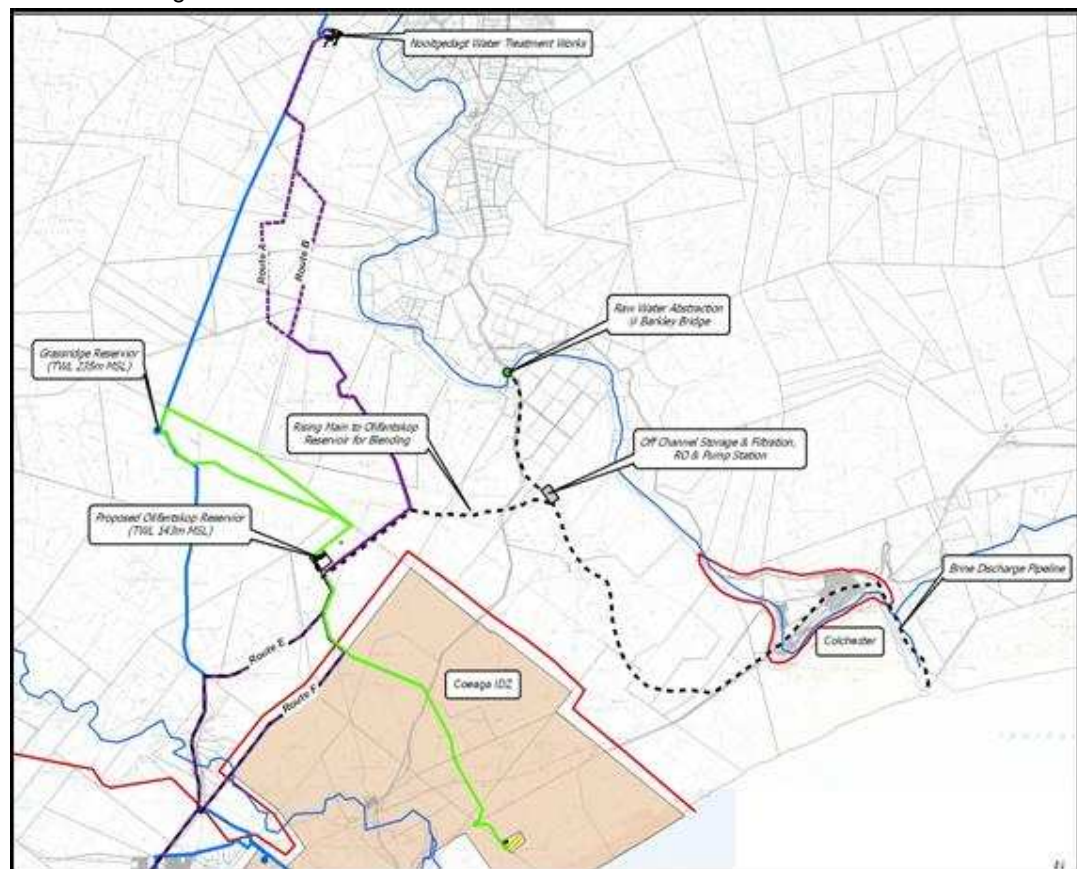 Nooitgedagt Water Treatment Works
Route A
Route B
Raw Water Abstraction
@ Barkley Bridge
Grassridge Reservior
(TWL 235m MSL)
Rising Main to Olifantskop
Reservoir for Blending
Off Channel Storage & Filtration,
RO & Pump Station
Proposed Olifantskop Reservior
(TWL 143m MSL)
Brine Discharge Pipeline
Colchester
Route E
Coega IDZ
Route F